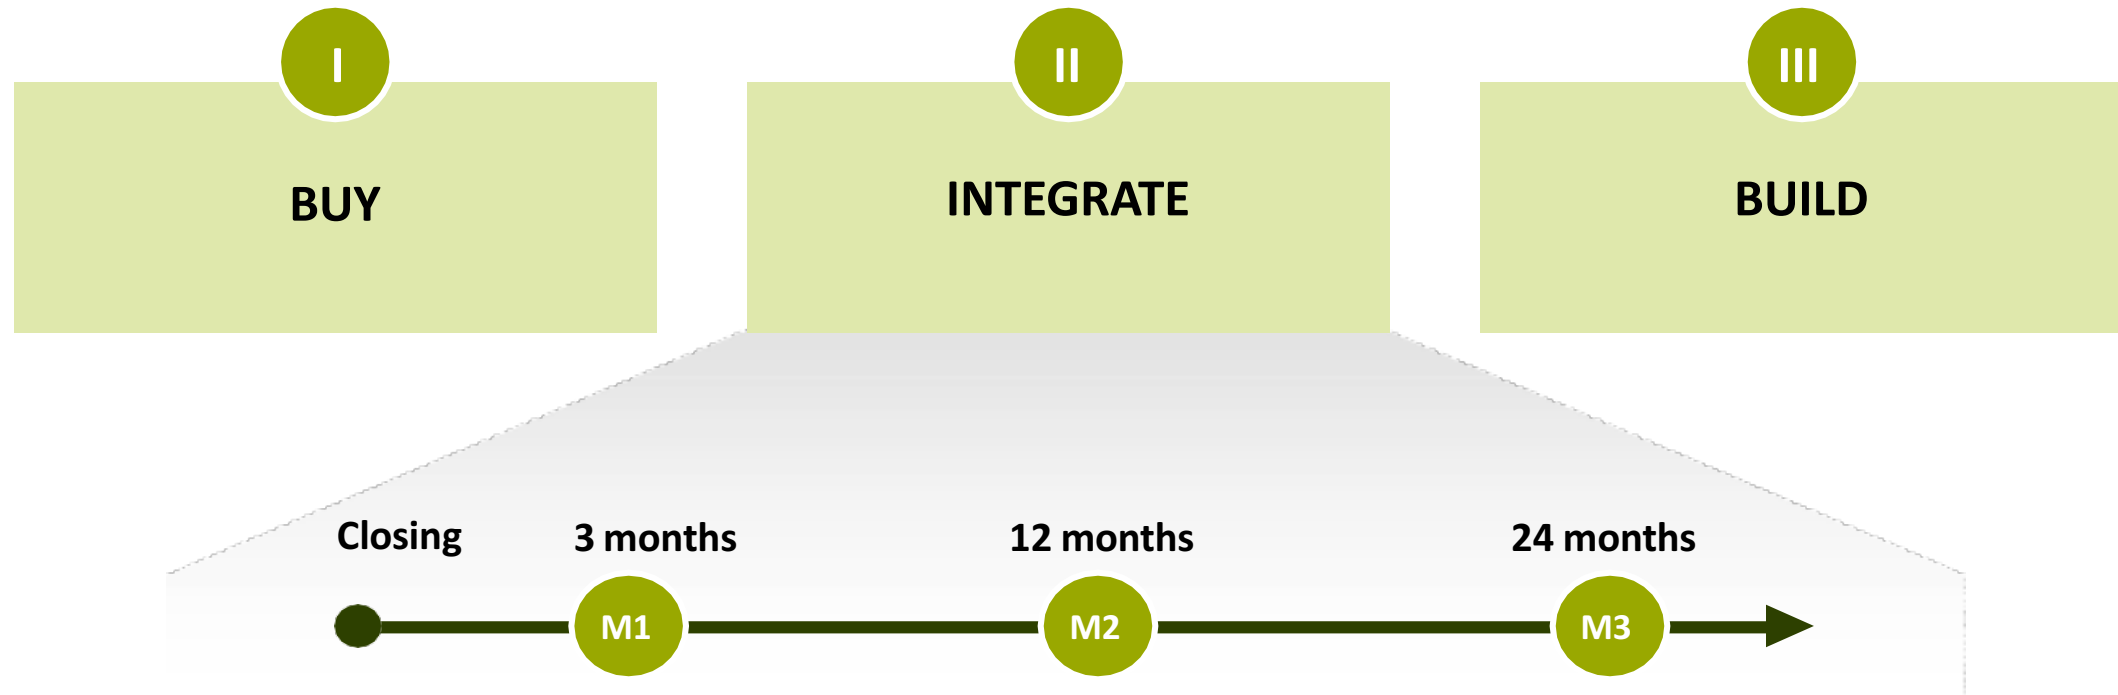 I
II
III
BUY
INTEGRATE
BUILD
Closing
3 months
12 months
24 months
M1
M2
M3